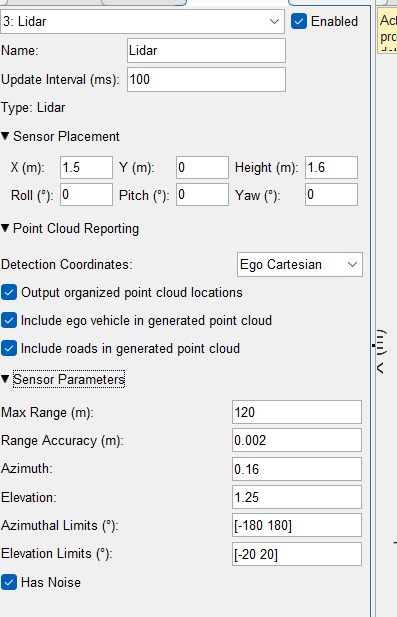 3: Lidar Enabled
Name: Lidar
Update Interval (ms): 100
Type: Lidar
Sensor Placement
X (m): 1.5 Y (m): 0 Height (m): 1.6
Roll (°): 0 Pitch (°): 0 Yaw (°): 0
Point Cloud Reporting
Detection Coordinates: Ego Cartesian
Output organized point cloud locations
Include ego vehicle in generated point cloud
Include roads in generated point cloud
Sensor Parameters
Max Range (m): 120
Range Accuracy (m): 0.002
Azimuth: 0.16
Elevation: 1.25
Azimuthal Limits (°): [-180 180]
Elevation Limits (°): [-20 20]
Has Noise
X (m)